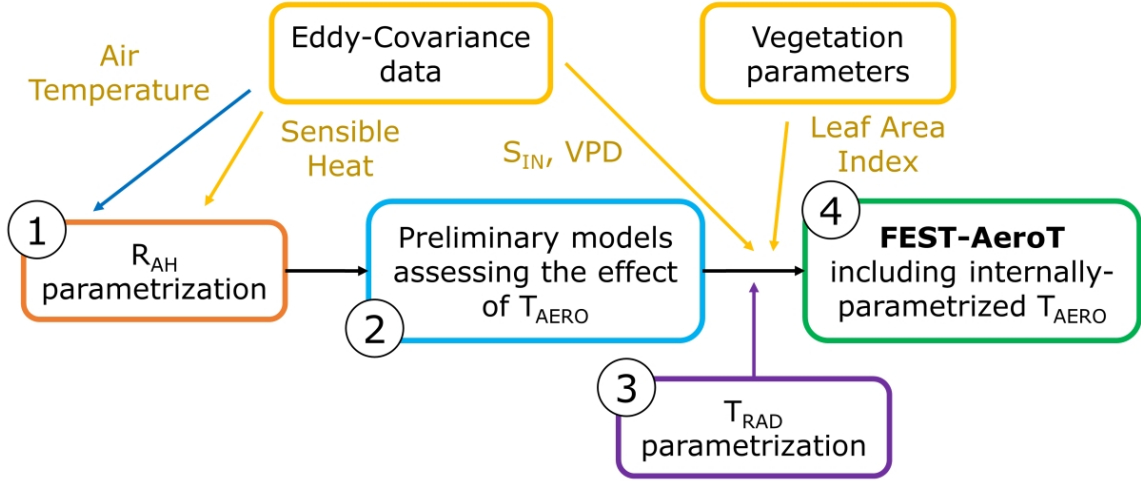 Eddy-Covariance
data
Vegetation
parameters
Air
Temperature
Sensible
Heat
S_IN, VPD
Leaf Area
Index
1
R_AH
parametrization
2
Preliminary models
assessing the effect
of T_AERO
3
T_RAD
parametrization
4
FEST-AeroT
including internally-
parametrized T_AERO